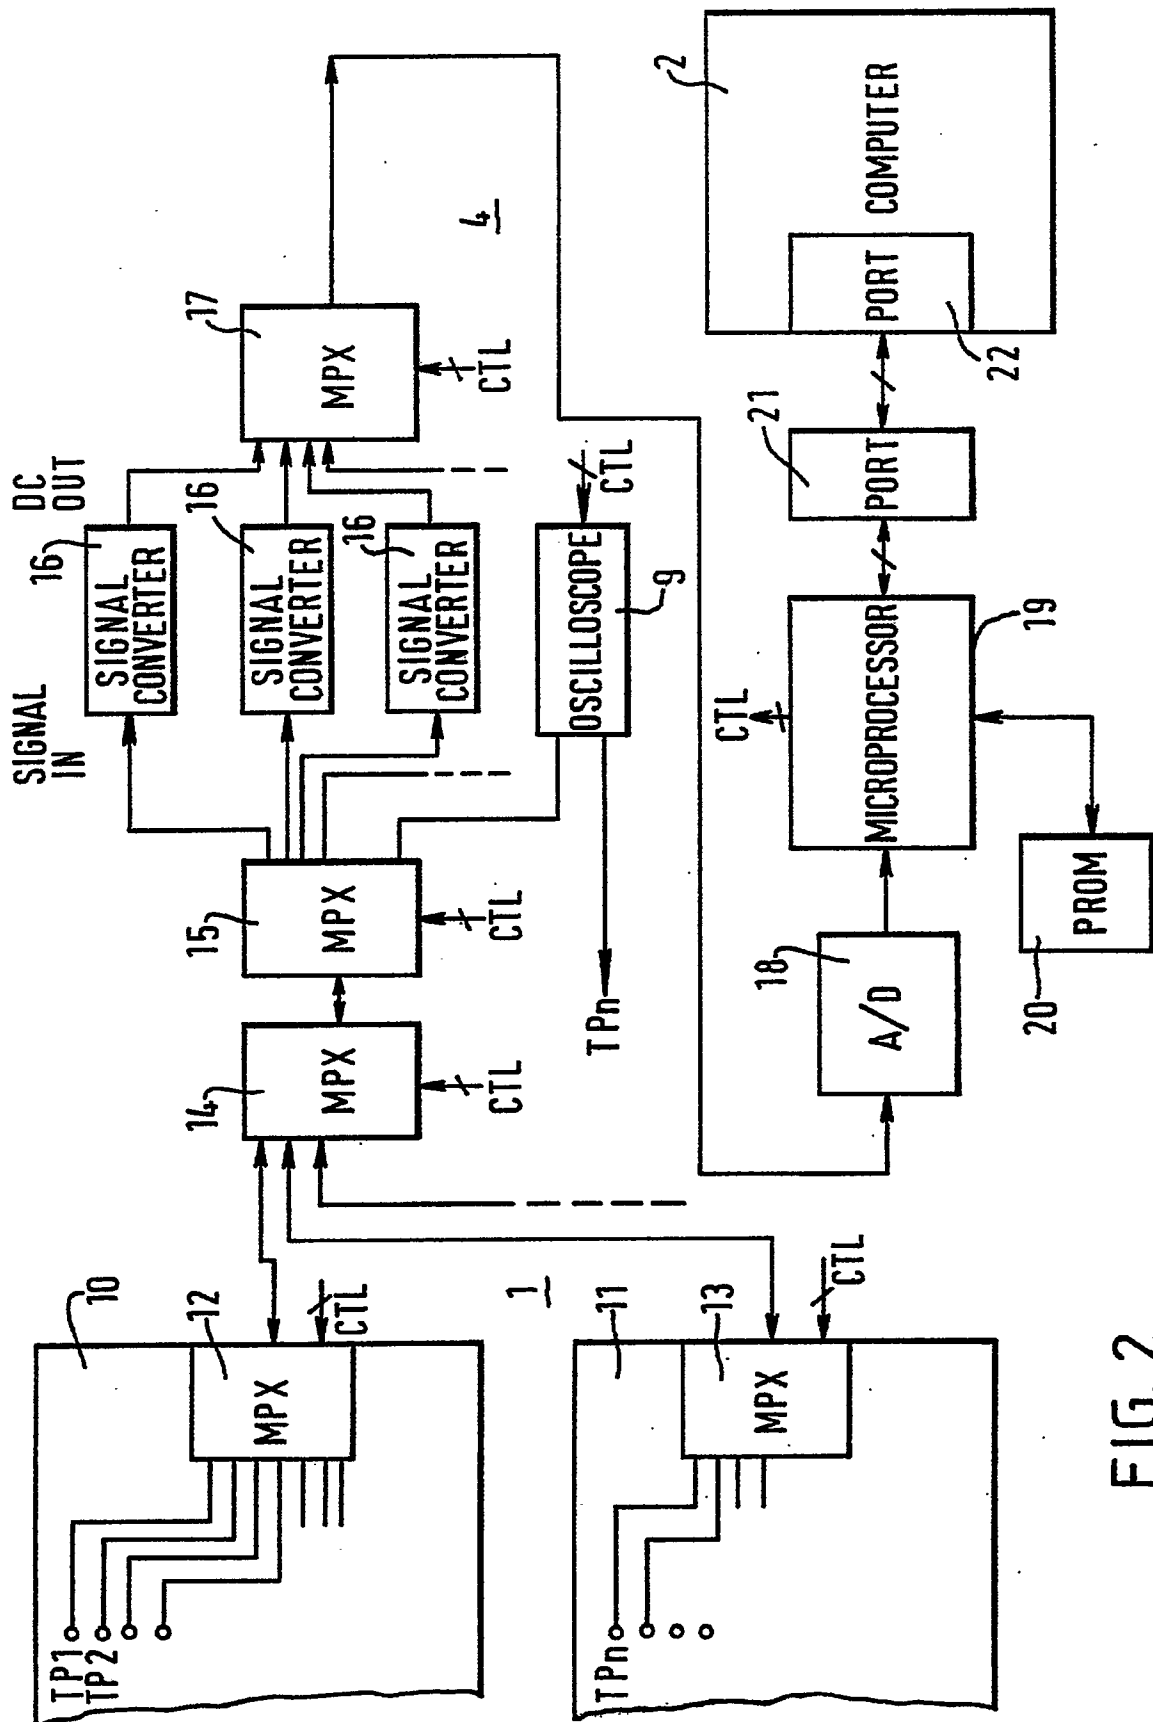 TP1
TP2
10
12
MPX
CTL
1
TPn
11
13
MPX
CTL
14
MPX
CTL
15
MPX
CTL
SIGNAL
IN
DC
OUT
16
SIGNAL
CONVERTER
16
SIGNAL
CONVERTER
16
SIGNAL
CONVERTER
OSCILLOSCOPE
9
CTL
TPn
17
MPX
CTL
4
18
A/D
CTL
MICROPROCESSOR
19
20
PROM
21
PORT
PORT
22
COMPUTER
2
FIG. 2